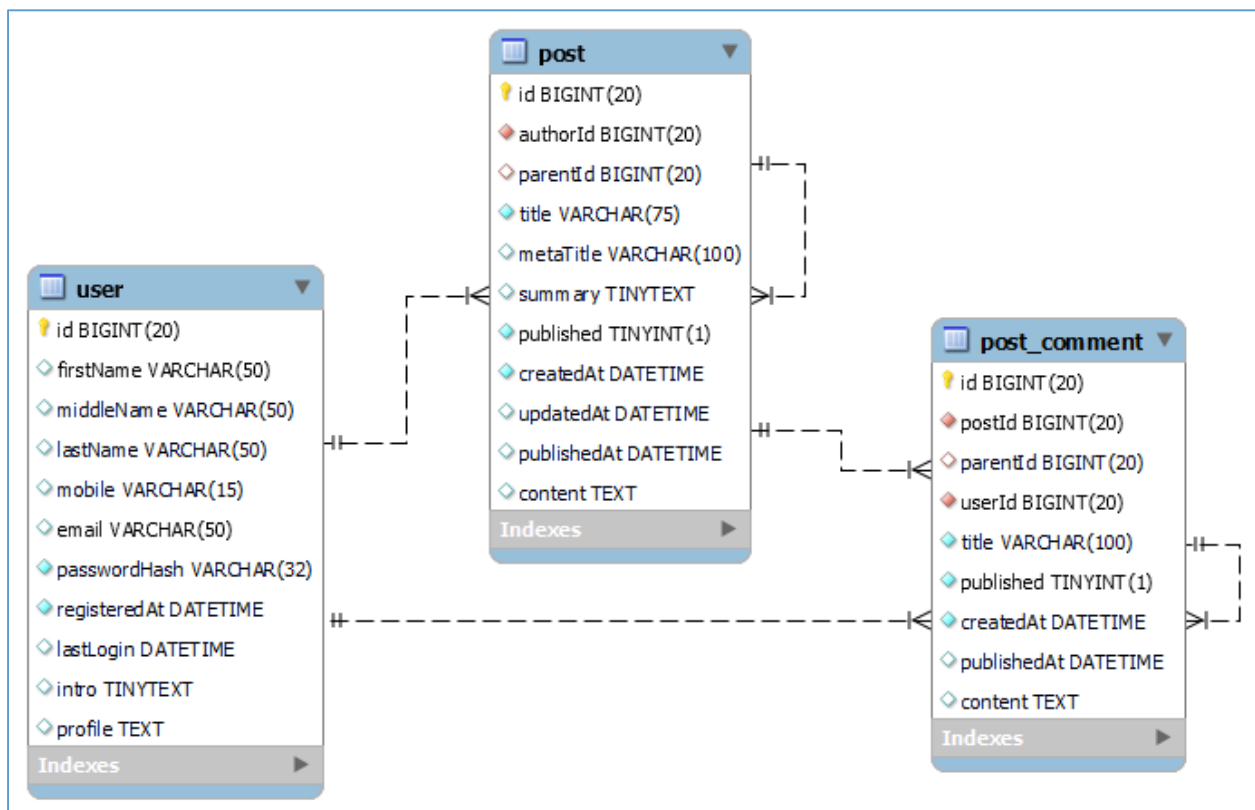 post
id BIGINT(20)
authorId BIGINT(20)
parentId BIGINT(20)
title VARCHAR(75)
metaTitle VARCHAR(100)
summary TINYTEXT
published TINYINT(1)
createdAt DATETIME
updatedAt DATETIME
publishedAt DATETIME
content TEXT
Indexes
user
id BIGINT(20)
firstName VARCHAR(50)
middleName VARCHAR(50)
lastName VARCHAR(50)
mobile VARCHAR(15)
email VARCHAR(50)
passwordHash VARCHAR(32)
registeredAt DATETIME
lastLogin DATETIME
intro TINYTEXT
profile TEXT
Indexes
post_comment
id BIGINT(20)
postId BIGINT(20)
parentId BIGINT(20)
userId BIGINT(20)
title VARCHAR(100)
published TINYINT(1)
createdAt DATETIME
publishedAt DATETIME
content TEXT
Indexes